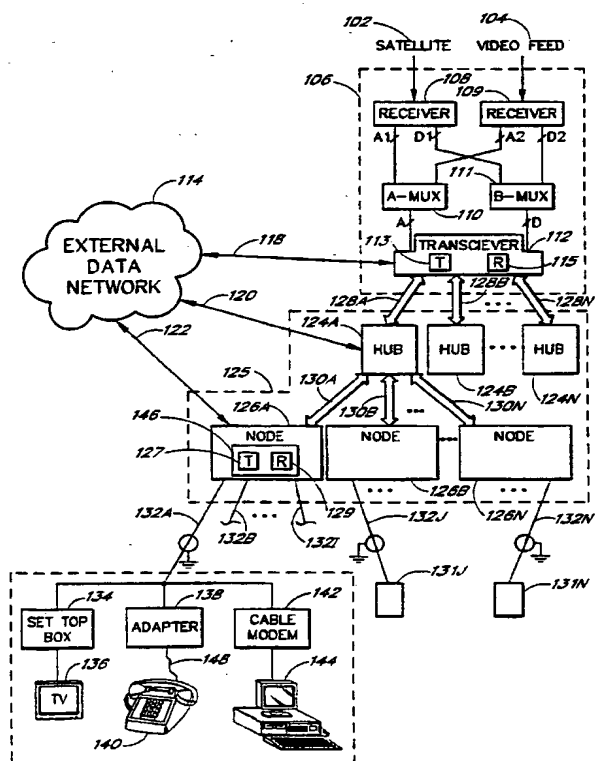 102 104
SATELLITE VIDEO FEED
106 108 109
RECEIVER RECEIVER
A1 D1 A2 D2
111
A-MUX B-MUX
110
A D
114
TRANSCIEVER 112
113 T R 115
EXTERNAL
DATA
NETWORK
118
128A 128B 128N
120
124A
122
HUB HUB HUB
124B 124N
125
130A 130B 130N
126A
146
NODE NODE NODE
127 T R
129 126B 126N
132A 132B 132I 132J 132N
131J 131N
134 138 142
SET TOP
BOX
ADAPTER
CABLE
MODEM
136 148 144
TV
140